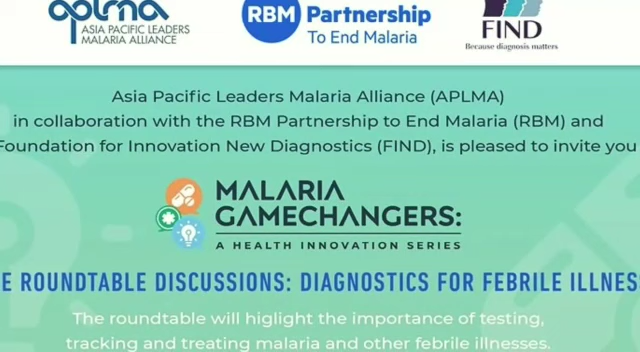 aplma
ASIA PACIFIC LEADERS
MALARIA ALLIANCE
RBM Partnership
To End Malaria
FIND
Because diagnosis matters
Asia Pacific Leaders Malaria Alliance (APLMA)
in collaboration with the RBM Partnership to End Malaria (RBM) and
Foundation for Innovation New Diagnostics (FIND), is pleased to invite you
MALARIA
GAMECHANGERS:
A HEALTH INNOVATION SERIES
E ROUNDTABLE DISCUSSIONS: DIAGNOSTICS FOR FEBRILE ILLNES
The roundtable will higlight the importance of testing,
tracking and treating malaria and other febrile illnesses.